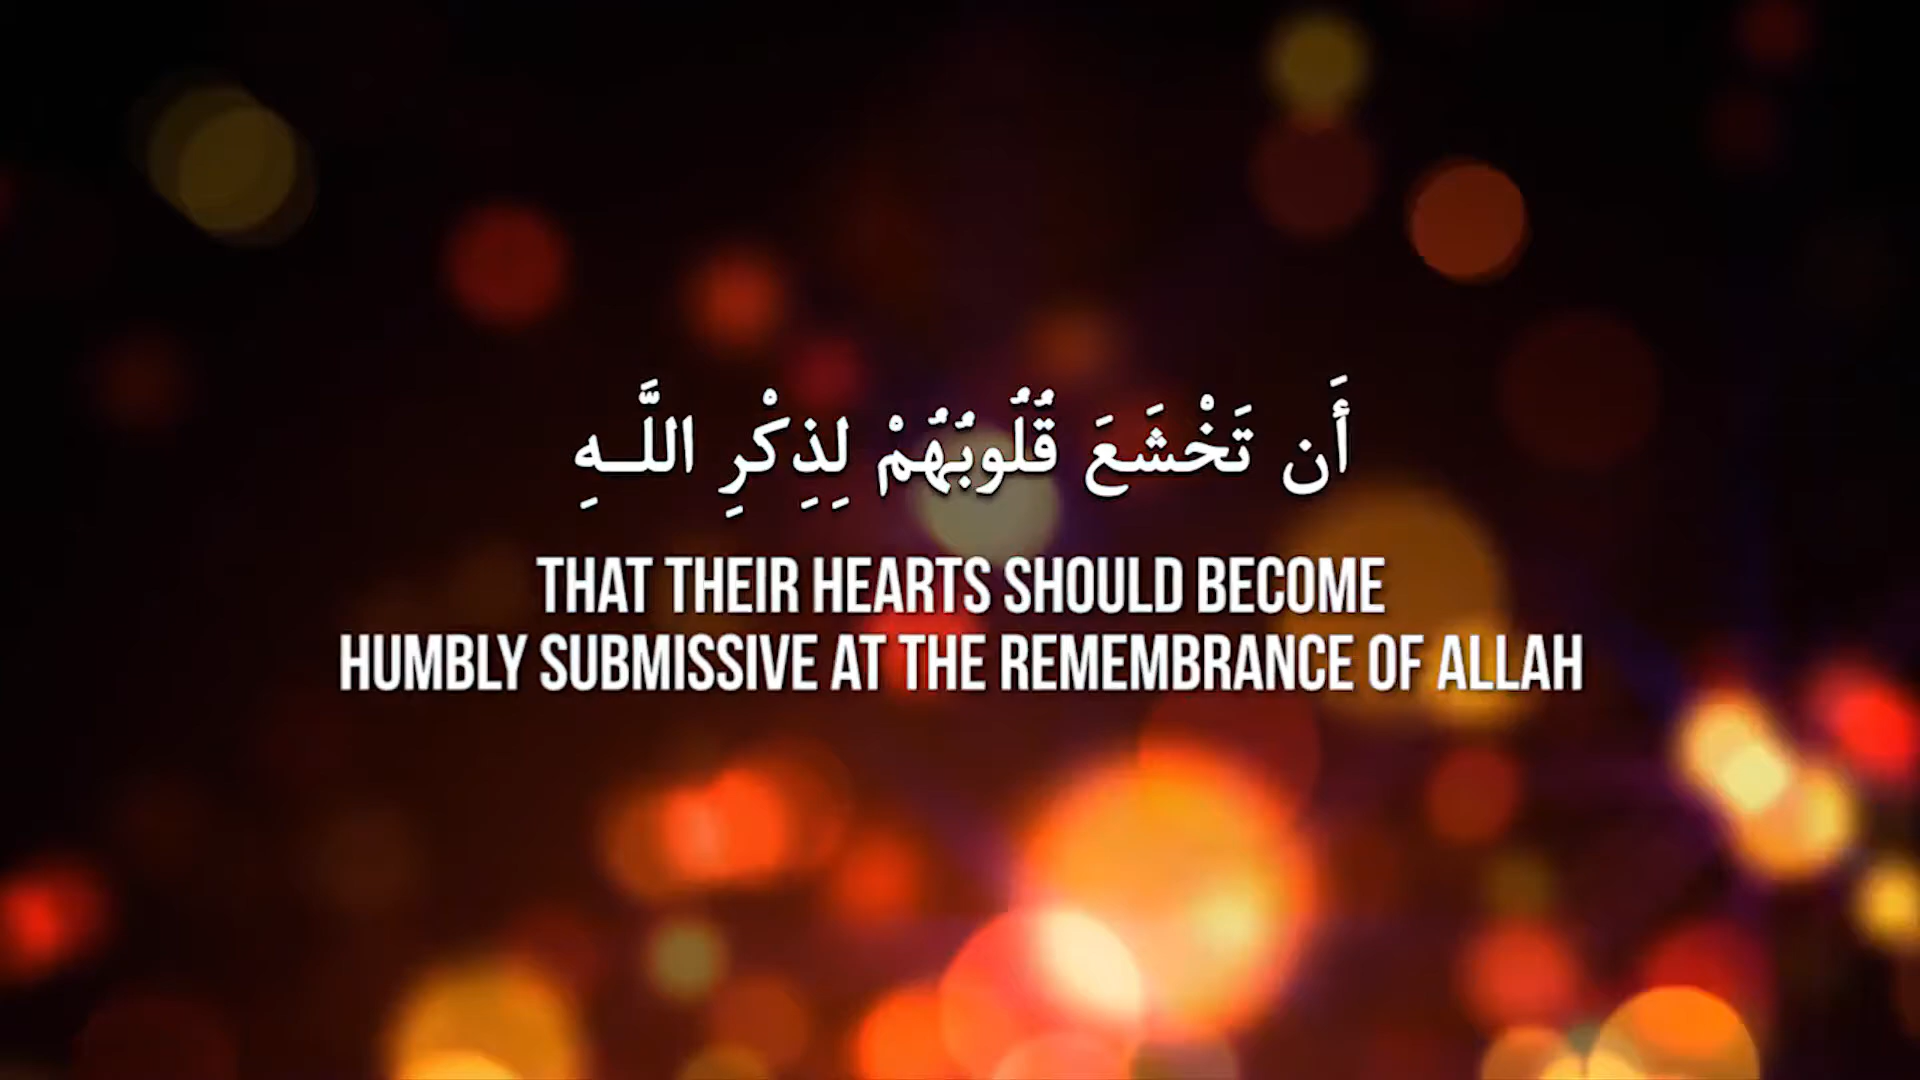 أَن تَخْشَعَ قُلُوبُهُمْ لِذِكْرِ اللَّـهِ
THAT THEIR HEARTS SHOULD BECOME
HUMBLY SUBMISSIVE AT THE REMEMBRANCE OF ALLAH